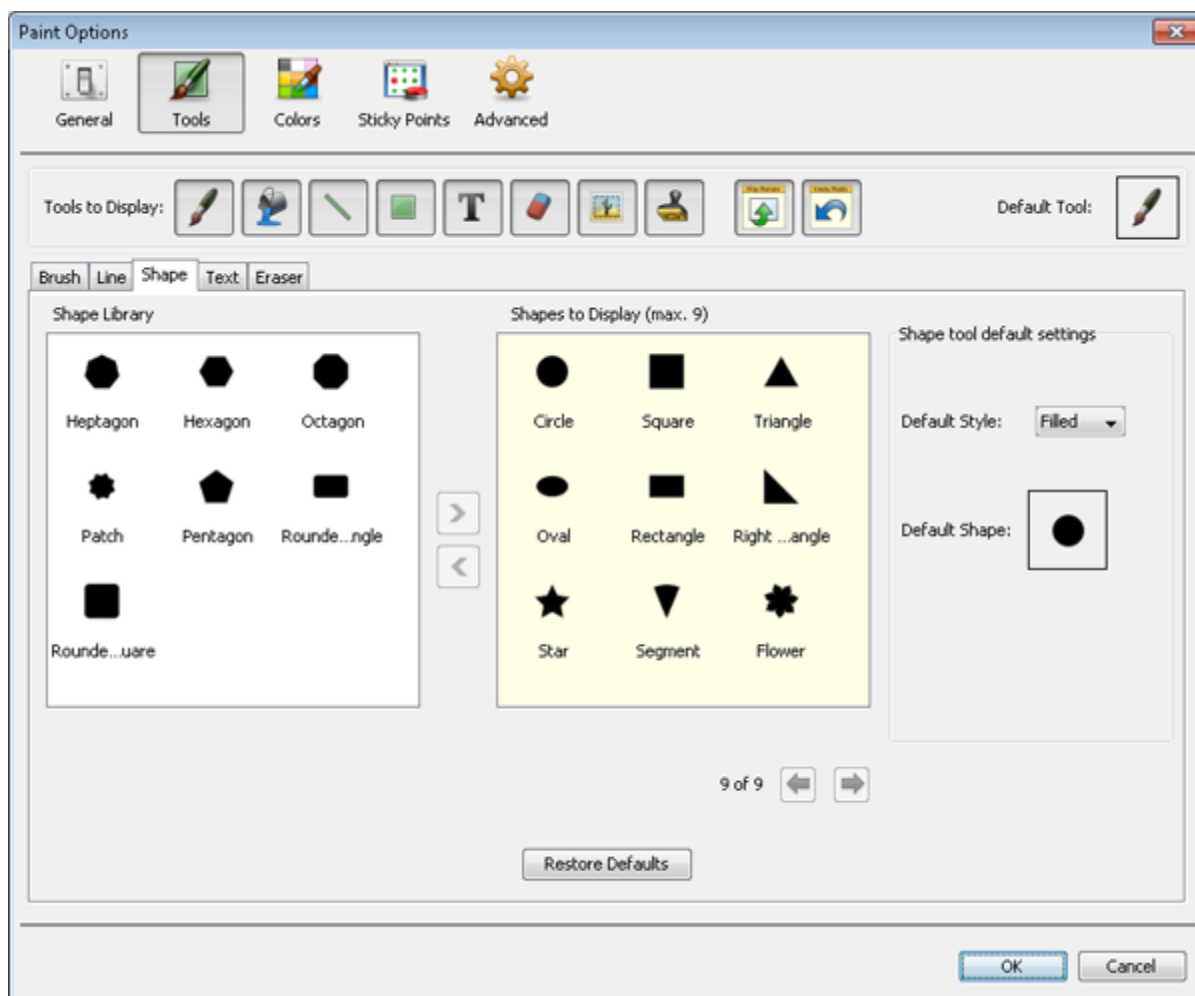 Paint Options
General Tools Colors Sticky Points Advanced
Tools to Display: T Default Tool:
Brush Line Shape Text Eraser
Shape Library Shapes to Display (max. 9)
Shape tool default settings
Heptagon Hexagon Octagon Circle Square Triangle Default Style: Filled
Patch Pentagon Rounde...ngle Oval Rectangle Right ...angle Default Shape:
Rounde...uare Star Segment Flower
9 of 9
Restore Defaults
OK Cancel